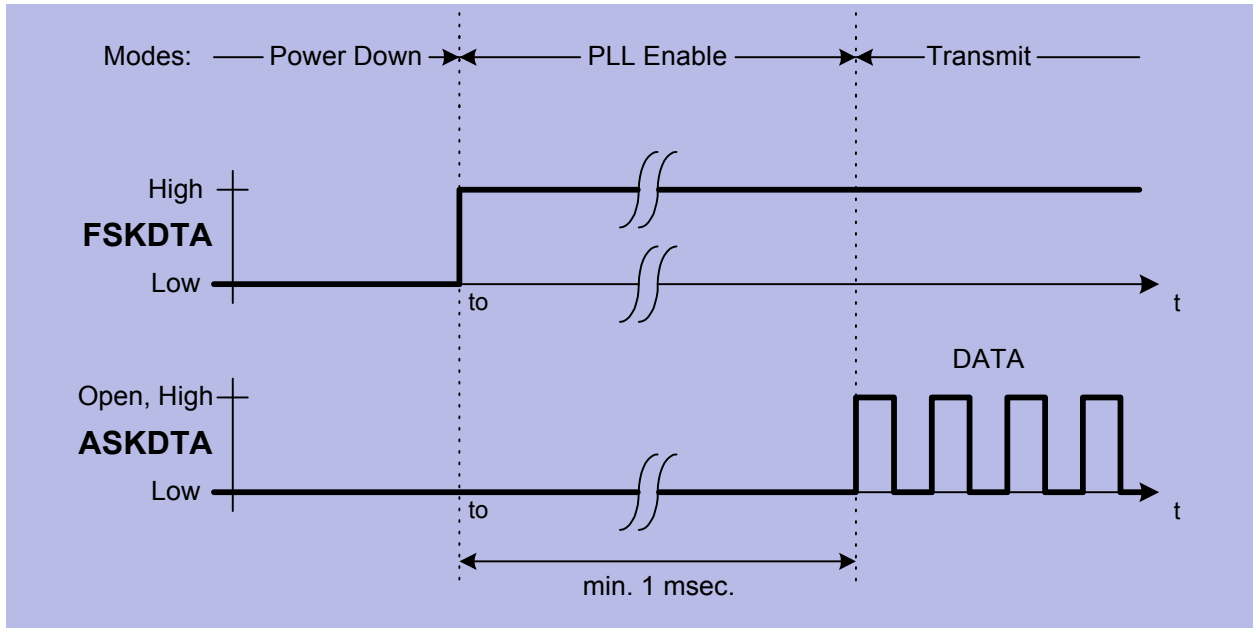 Modes: Power Down PLL Enable Transmit
High
FSKDTA
Low
to
t
DATA
Open, High
ASKDTA
Low
to
t
min. 1 msec.